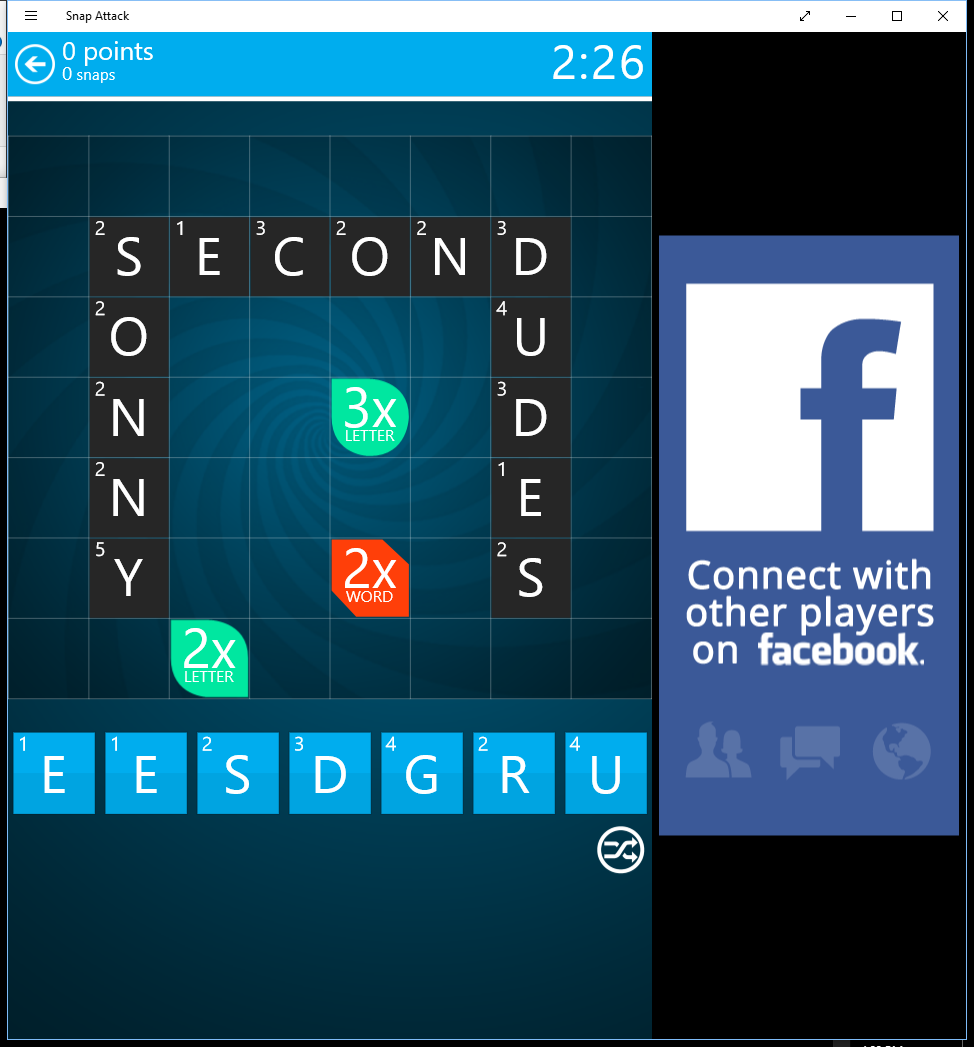 Snap Attack
0 points
0 snaps
2:26
2 S 1 E 3 C 2 O 2 N 3 D
2 O 4 U
2 N 3x LETTER 3 D
2 N 1 E
5 Y 2x WORD 2 S
2x LETTER
1 E 1 E 2 S 3 D 4 G 2 R 4 U
f
Connect with
other players
on facebook.